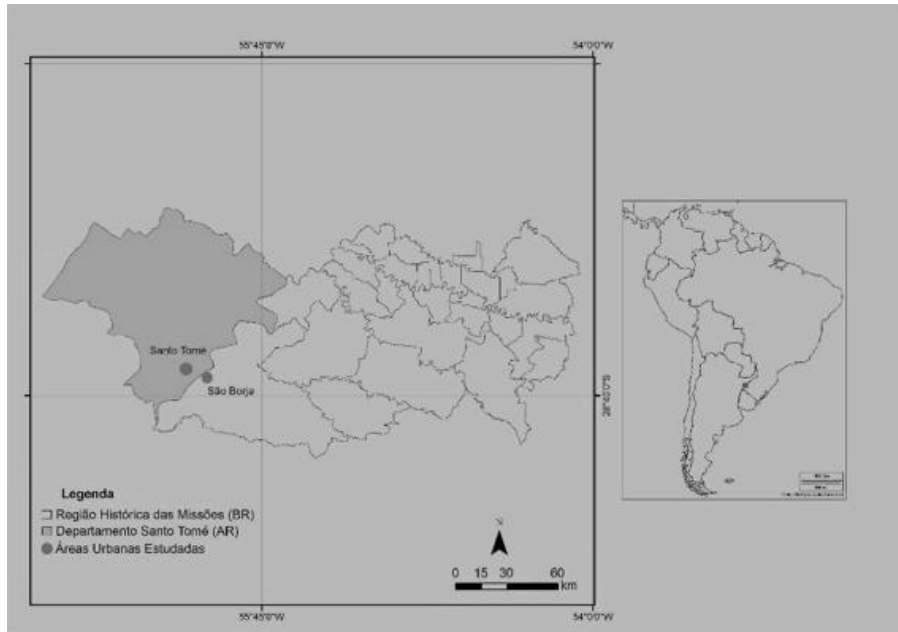 55°45'0"W
54°0'0"W
Santo Tomé
São Borja
28°40'0"S
Legenda
Região Histórica das Missões (BR)
Departamento Santo Tomé (AR)
Áreas Urbanas Estudadas
0 15 30 60
km
55°45'0"W
54°0'0"W